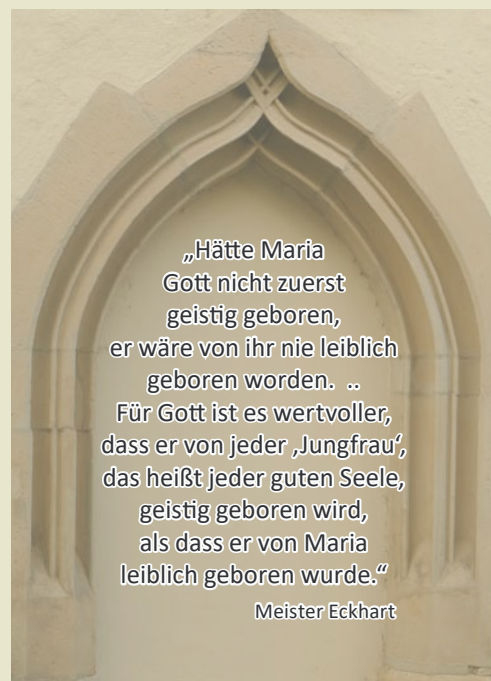 „Hätte Maria
Gott nicht zuerst
geistig geboren,
er wäre von ihr nie leiblich
geboren worden.  ..
Für Gott ist es wertvoller,
dass er von jeder ‚Jungfrau‘,
das heißt jeder guten Seele,
geistig geboren wird,
als dass er von Maria
leiblich geboren wurde.“
Meister Eckhart